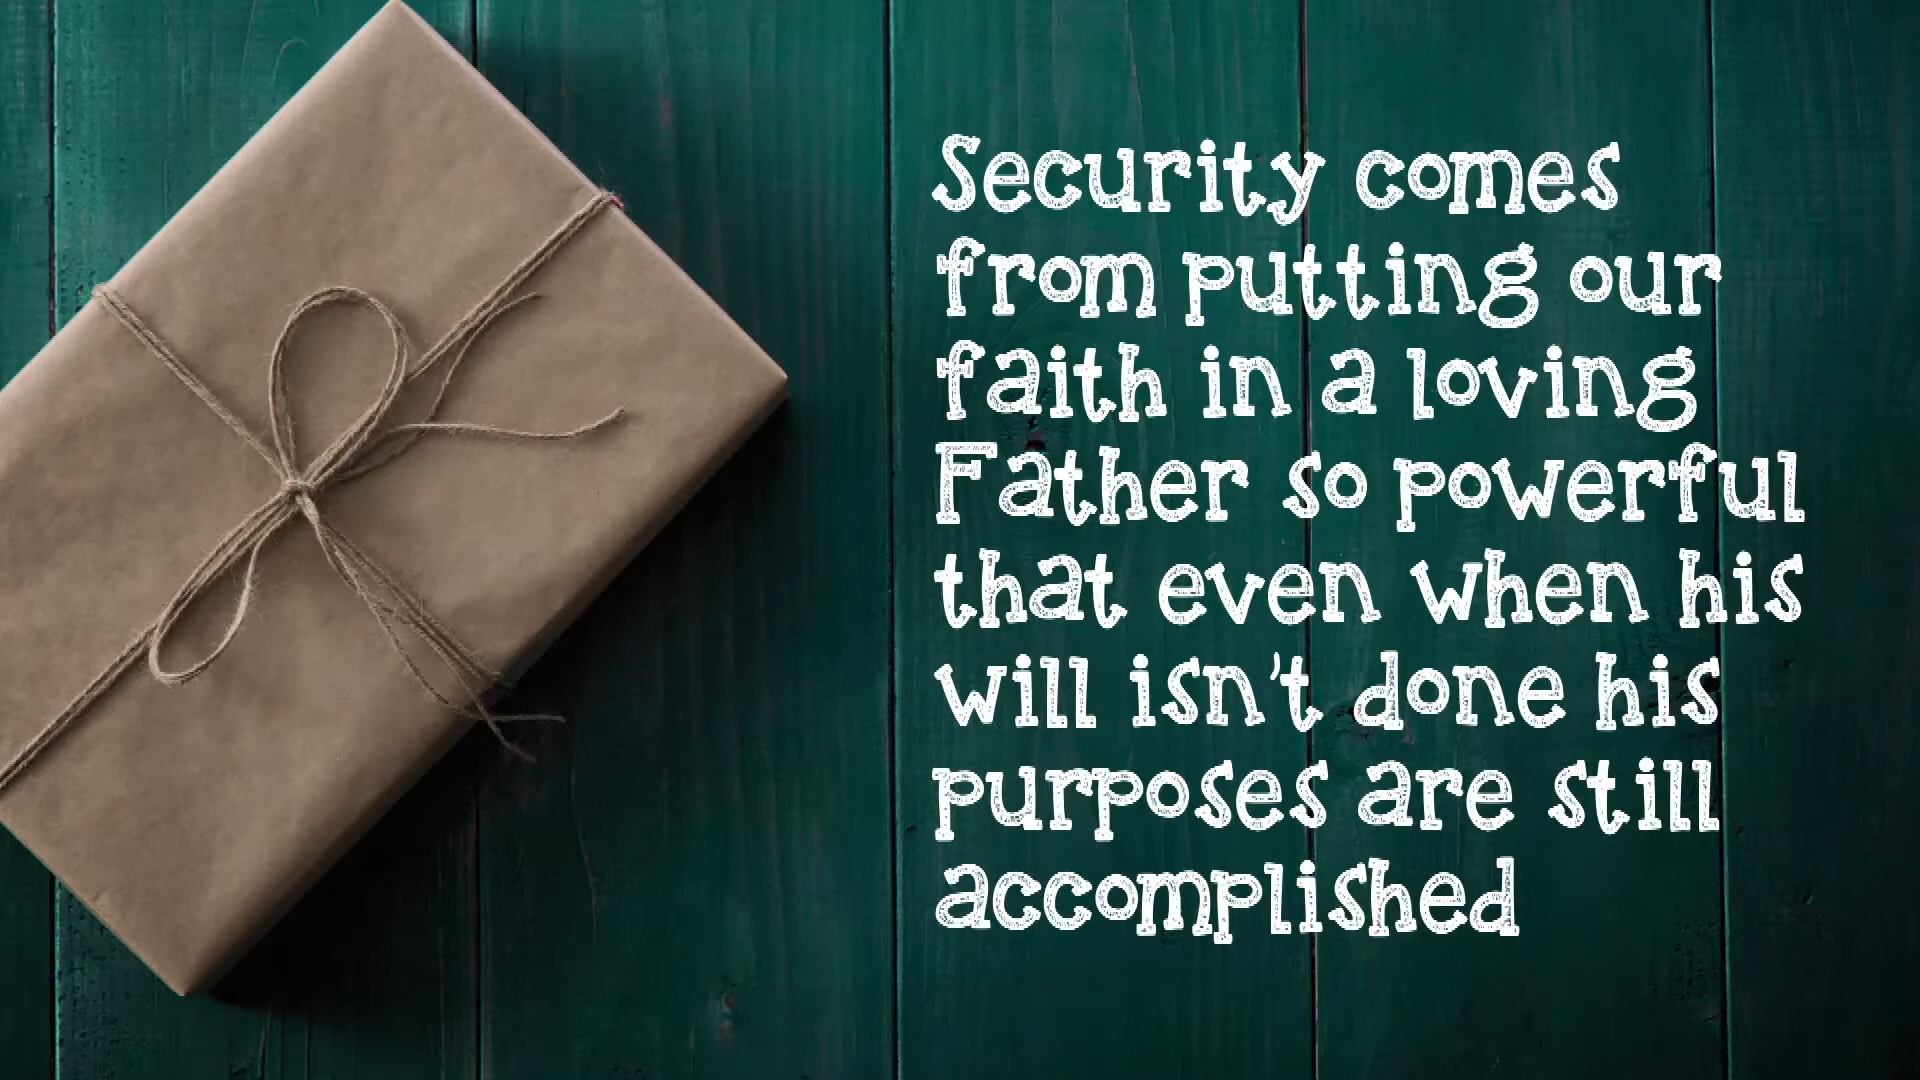 Security comes
from putting our
faith in a loving
Father so powerful
that even when his
will isn't done his
purposes are still
accomplished